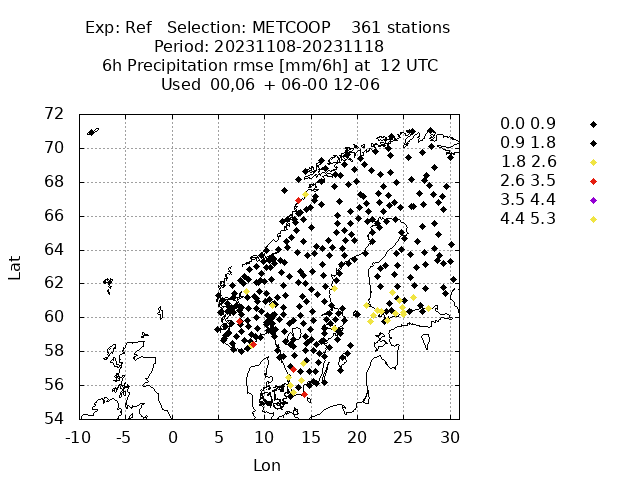 Exp: Ref Selection: METCOOP 361 stations
Period: 20231108-20231118
6h Precipitation rmse [mm/6h] at 12 UTC
Used 00,06 + 06-00 12-06
72
70
68
66
64
62
60
58
56
54
Lat
-10 -5 0 5 10 15 20 25 30
Lon
0.0 0.9
0.9 1.8
1.8 2.6
2.6 3.5
3.5 4.4
4.4 5.3